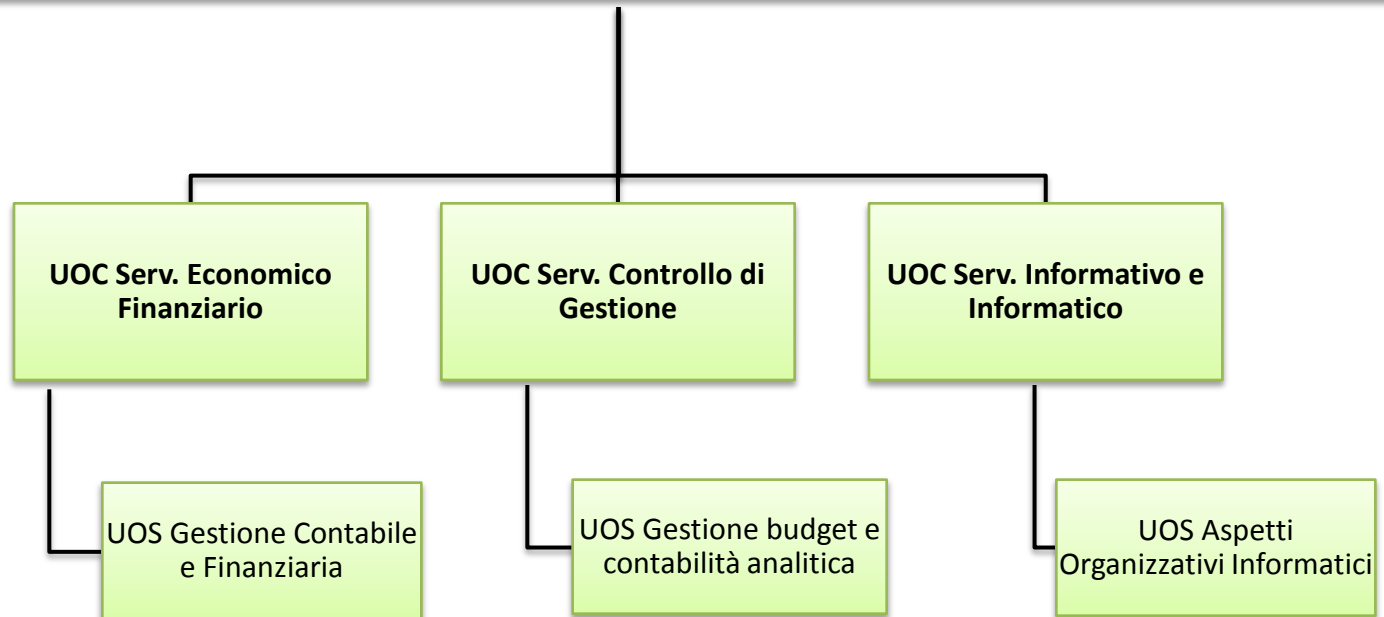 UOC Serv. Economico
Finanziario
UOC Serv. Controllo di
Gestione
UOC Serv. Informativo e
Informatico
UOS Gestione Contabile
e Finanziaria
UOS Gestione budget e
contabilità analitica
UOS Aspetti
Organizzativi Informatici